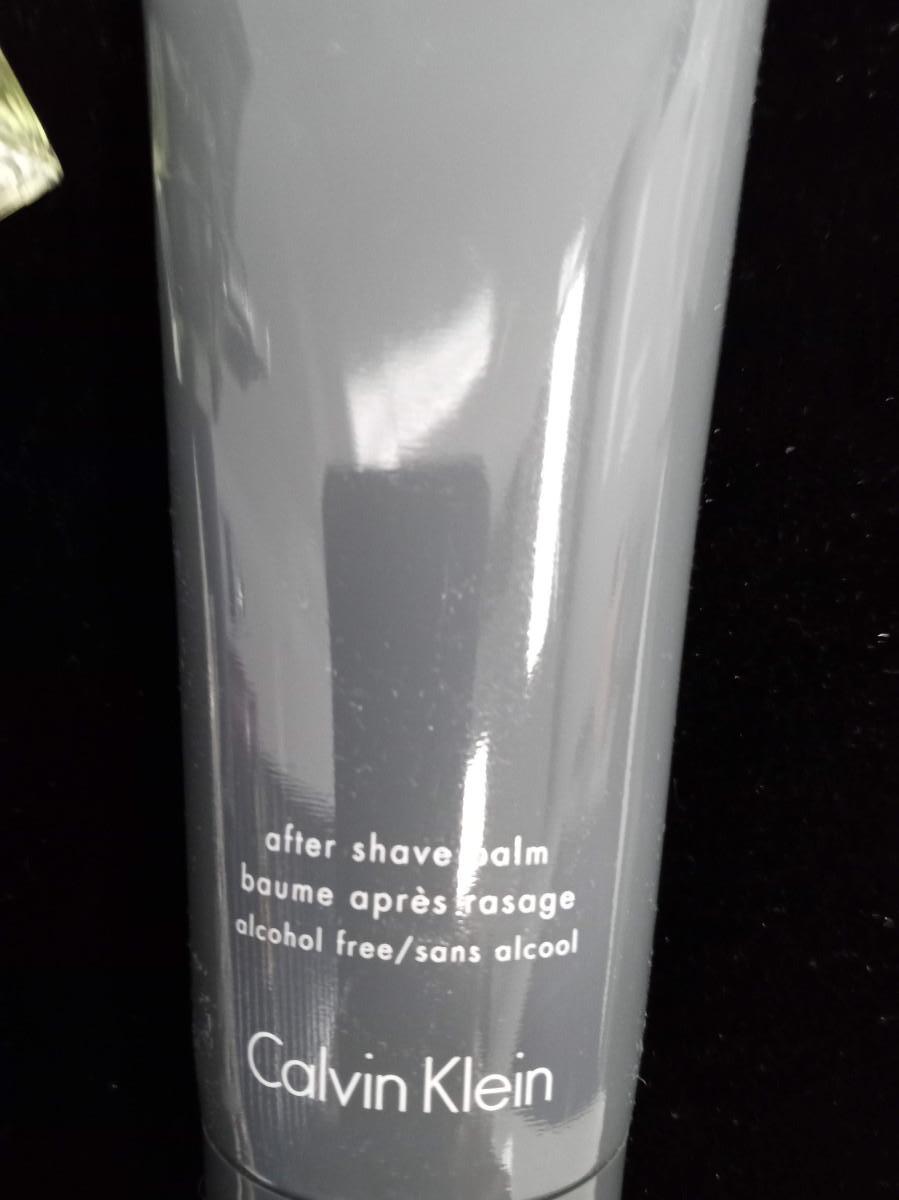 after shave balm
baume après rasage
alcohol free/sans alcool
Calvin Klein